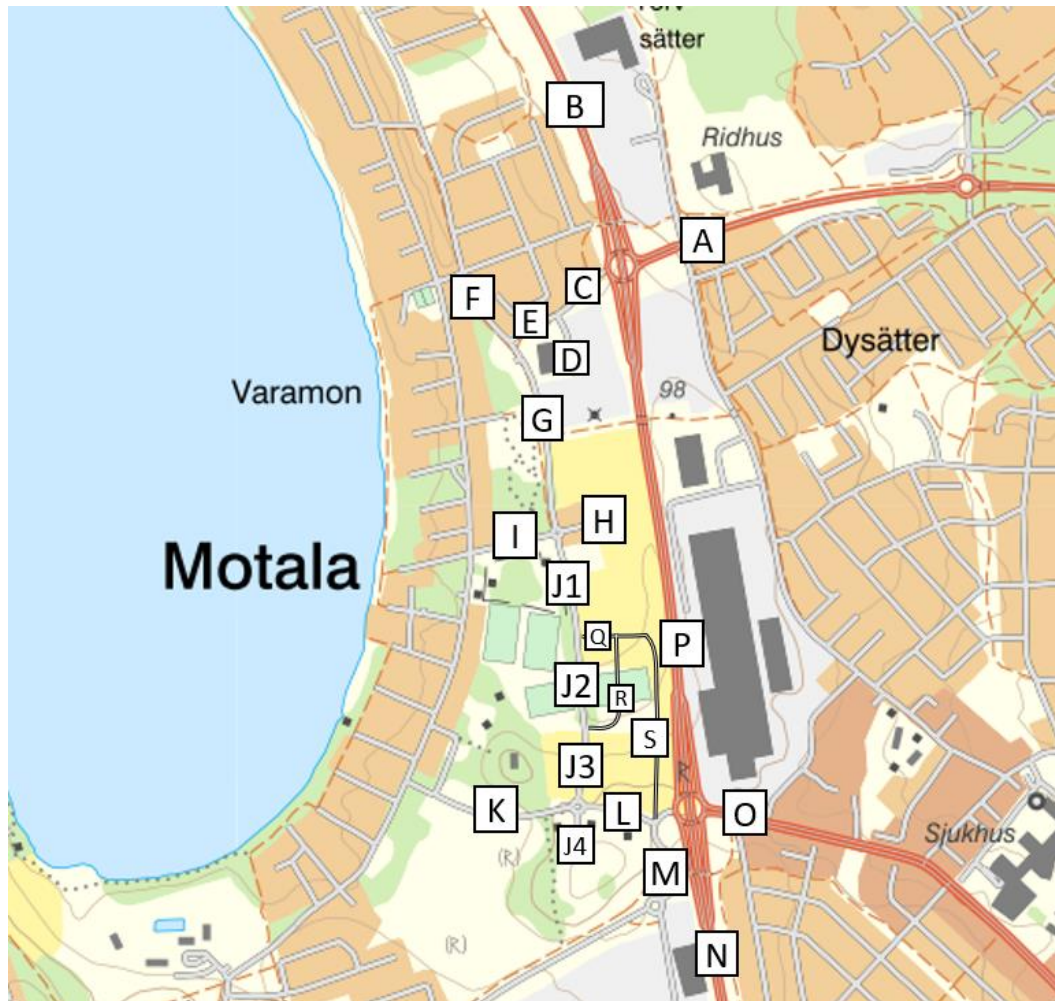 sätter
B
Ridhus
A
C
F
E
D
Dysätter
Varamon
98
G
H
I
Motala
J1
Q
P
J2
R
S
J3
R
K
L
O
J4
Sjukhus
(R)
M
(R)
N